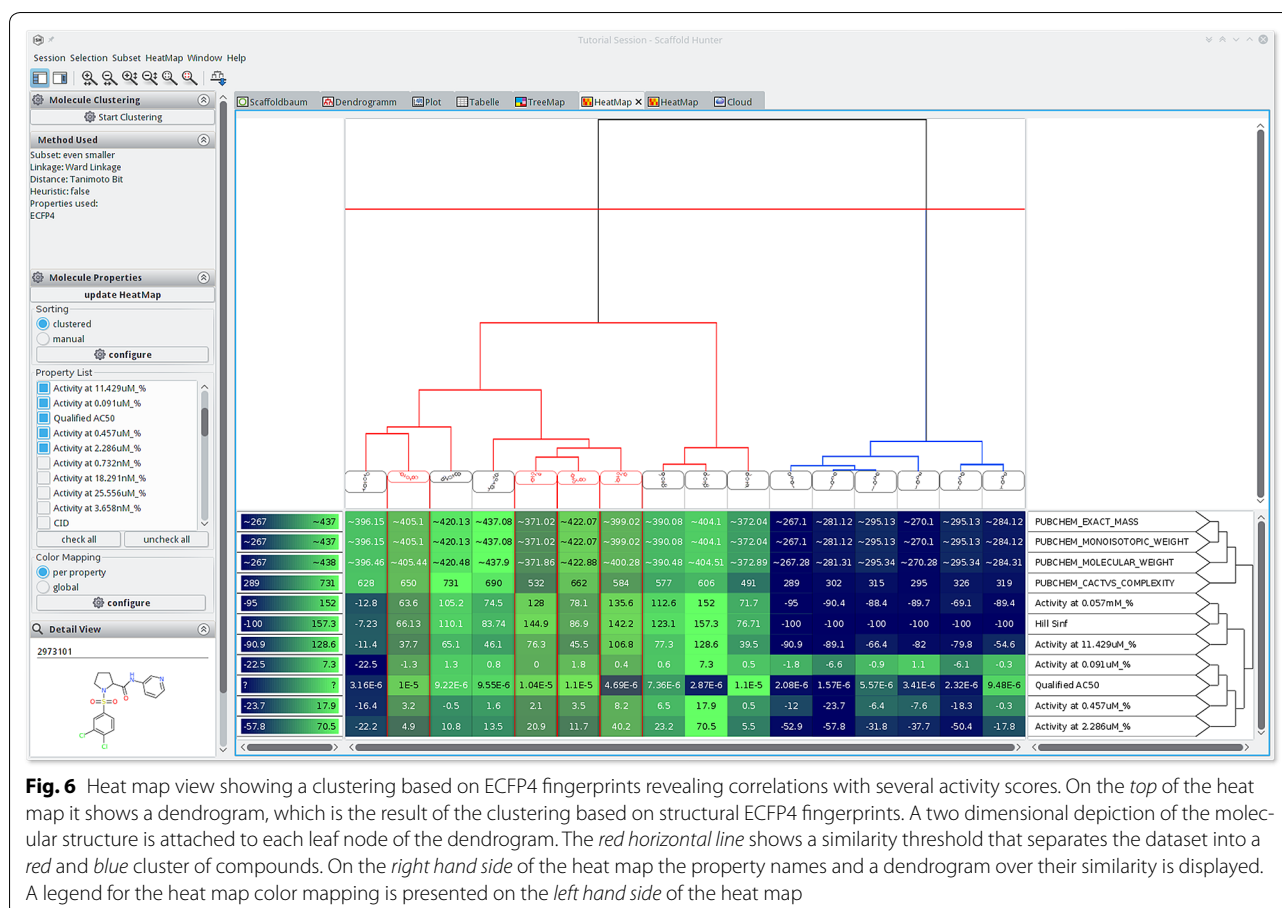 Tutorial Session - Scaffold Hunter
Session Selection Subset HeatMap Window Help
Molecule Clustering
Start Clustering
Method Used
Subset: even smaller
Linkage: Ward Linkage
Distance: Tanimoto Bit
Heuristic: false
Properties used:
ECFP4
Molecule Properties
update HeatMap
Sorting
clustered
manual
configure
Property List
Activity at 11.429uM_%
Activity at 0.091uM_%
Qualified AC50
Activity at 0.457uM_%
Activity at 2.286uM_%
Activity at 0.732nM_%
Activity at 18.291nM_%
Activity at 25.556uM_%
Activity at 3.658nM_%
CID
check all uncheck all
Color Mapping
per property
global
configure
Detail View
2973101
Scaffoldbaum Dendrogramm Plot Tabelle TreeMap HeatMap HeatMap Cloud
~267 ~437 ~396.15 ~405.1 ~420.13 ~437.08 ~371.02 ~422.07 ~399.02 ~390.08 ~404.1 ~372.04 ~267.1 ~281.12 ~295.13 ~270.1 ~295.13 ~284.12 PUBCHEM_EXACT_MASS
~267 ~437 ~396.15 ~405.1 ~420.13 ~437.08 ~371.02 ~422.07 ~399.02 ~390.08 ~404.1 ~372.04 ~267.1 ~281.12 ~295.13 ~270.1 ~295.13 ~284.12 PUBCHEM_MONOISOTOPIC_WEIGHT
~267 ~438 ~396.46 ~405.44 ~420.48 ~437.9 ~371.86 ~422.88 ~400.28 ~390.48 ~404.51 ~372.89 ~267.28 ~281.31 ~295.34 ~270.28 ~295.34 ~284.31 PUBCHEM_MOLECULAR_WEIGHT
289 731 628 650 731 690 532 662 584 577 606 491 289 302 315 295 326 319 PUBCHEM_CACTVS_COMPLEXITY
-95 152 -12.8 63.6 105.2 74.5 128 78.1 135.6 112.6 152 71.7 -95 -90.4 -88.4 -89.7 -69.1 -89.4 Activity at 0.057mM_%
-100 157.3 -7.23 66.13 110.1 83.74 144.9 86.9 142.2 123.1 157.3 76.71 -100 -100 -100 -100 -100 -100 Hill Sinf
-90.9 128.6 -11.4 37.7 65.1 46.1 76.3 45.5 106.8 77.3 128.6 39.5 -90.9 -89.1 -66.4 -82 -79.8 -54.6 Activity at 11.429uM_%
-22.5 7.3 -22.5 -1.3 1.3 0.8 0 1.8 0.4 0.6 7.3 0.5 -1.8 -6.6 -0.9 1.1 -6.1 -0.3 Activity at 0.091uM_%
? ? 3.16E-6 1E-5 9.22E-6 9.55E-6 1.04E-5 1.1E-5 4.69E-6 7.36E-6 2.87E-6 1.1E-5 2.08E-6 1.57E-6 5.57E-6 3.41E-6 2.32E-6 9.48E-6 Qualified AC50
-23.7 17.9 -16.4 3.2 -0.5 1.6 2.1 3.5 8.2 6.5 17.9 0.5 -12 -23.7 -6.4 -7.6 -18.3 -0.3 Activity at 0.457uM_%
-57.8 70.5 -22.2 4.9 10.8 13.5 20.9 11.7 40.2 23.2 70.5 5.5 -52.9 -57.8 -31.8 -37.7 -50.4 -17.8 Activity at 2.286uM_%
Fig. 6 Heat map view showing a clustering based on ECFP4 fingerprints revealing correlations with several activity scores. On the top of the heat
map it shows a dendrogram, which is the result of the clustering based on structural ECFP4 fingerprints. A two dimensional depiction of the molec-
ular structure is attached to each leaf node of the dendrogram. The red horizontal line shows a similarity threshold that separates the dataset into a
red and blue cluster of compounds. On the right hand side of the heat map the property names and a dendrogram over their similarity is displayed.
A legend for the heat map color mapping is presented on the left hand side of the heat map